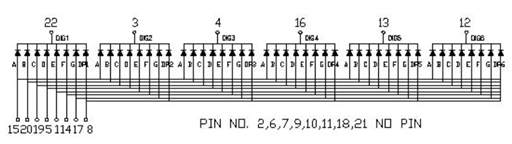 22 3 4 16 13 12
DIG1 DIG2 DIG3 DIG4 DIG5 DIG6
A B C D E F G DP1 A B C D E F G DP2 A B C D E F G DP3 A B C D E F G DP4 A B C D E F G DP5 A B C D E F G DP6
15 20 19 5 1 14 17 8
PIN NO. 2,6,7,9,10,11,18,21 NO PIN